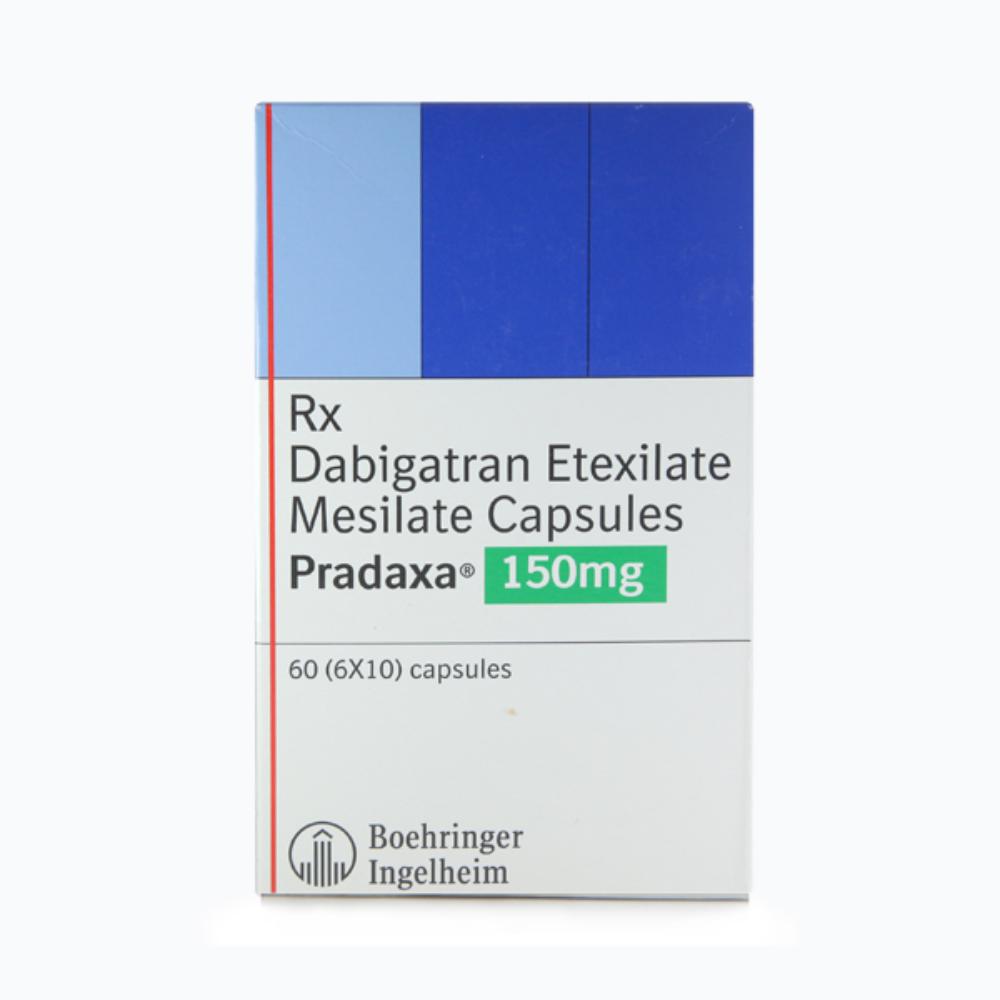 Rx
Dabigatran Etexilate
Mesilate Capsules
Pradaxa® 150mg
60 (6X10) capsules
Boehringer
Ingelheim